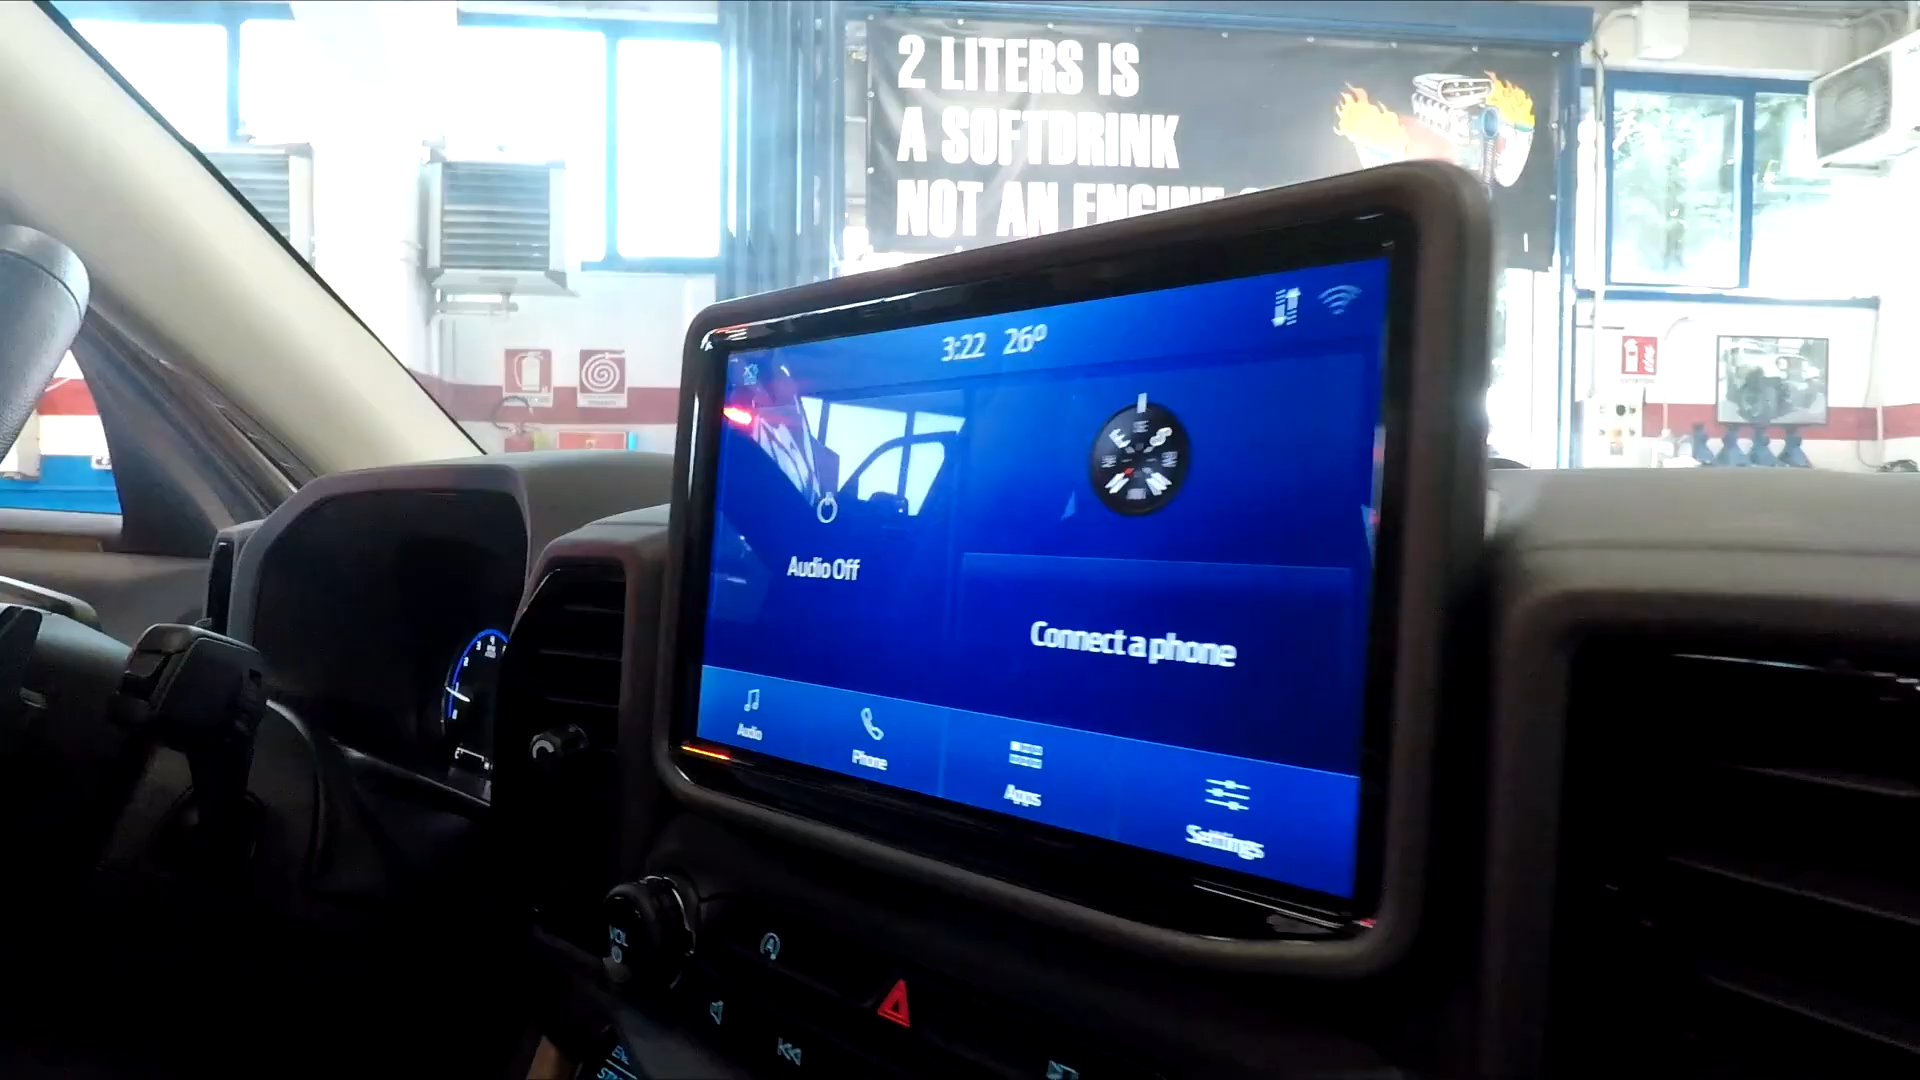 2 LITERS IS
A SOFTDRINK
NOT AN ENGINE
3:22 26º
E
S
N
W
Audio Off
Connect a phone
Audio
Phone
Apps
Settings
VOL